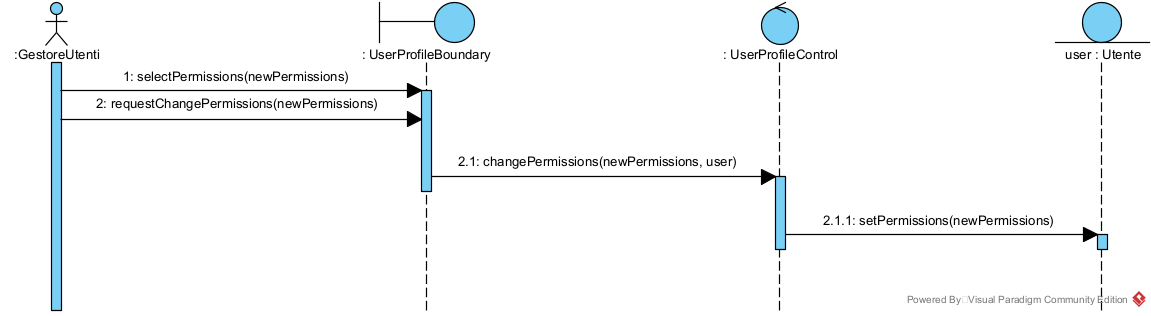 :GestoreUtenti
: UserProfileBoundary
: UserProfileControl
user : Utente
1: selectPermissions(newPermissions)
2: requestChangePermissions(newPermissions)
2.1: changePermissions(newPermissions, user)
2.1.1: setPermissions(newPermissions)
Powered By Visual Paradigm Community Edition